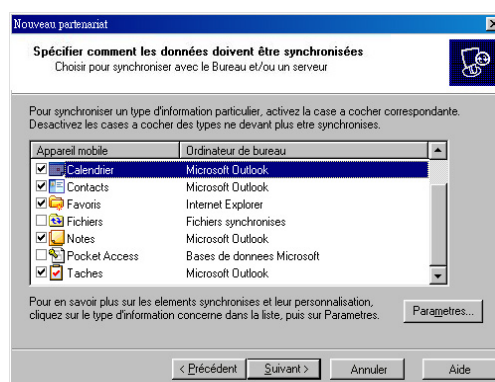 Nouveau partenariat
Spécifier comment les données doivent être synchronisées
Choisir pour synchroniser avec le Bureau et/ou un serveur
Pour synchroniser un type d'information particulier, activez la case a cocher correspondante.
Desactivez les cases a cocher des types ne devant plus etre synchronises.
Appareil mobile Ordinateur de bureau
Calendrier Microsoft Outlook
Contacts Microsoft Outlook
Favoris Internet Explorer
Fichiers Fichiers synchronises
Notes Microsoft Outlook
Pocket Access Bases de donnees Microsoft
Taches Microsoft Outlook
Pour en savoir plus sur les elements synchronises et leur personnalisation,
cliquez sur le type d'information concerne dans la liste, puis sur Parametres.
Parametres...
< Précédent Suivant > Annuler Aide